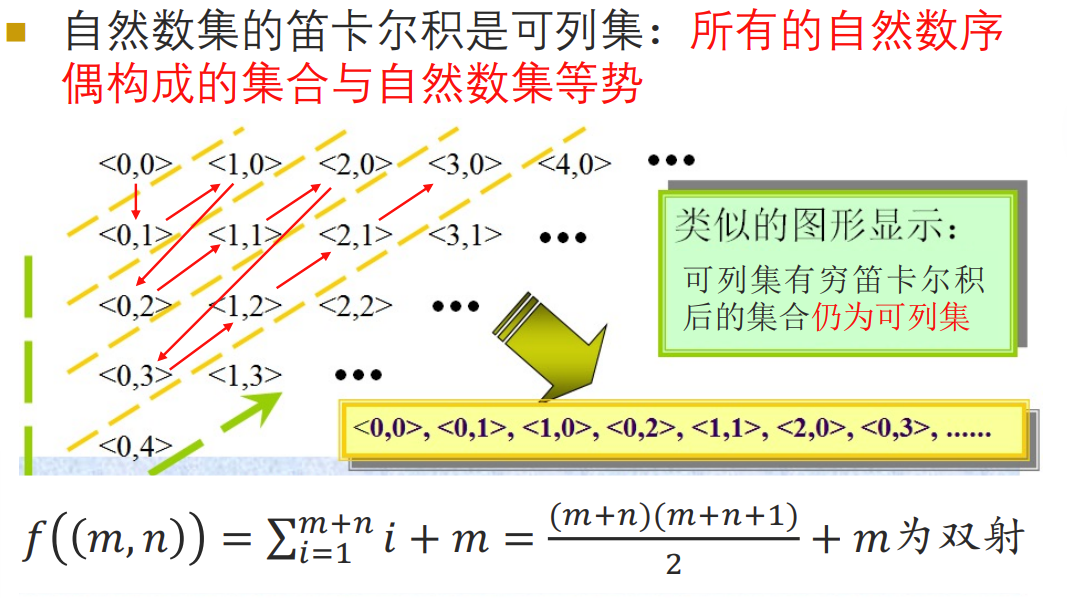 自然数集的笛卡尔积是可列集：所有的自然数序
偶构成的集合与自然数集等势
<0,0> <1,0> <2,0> <3,0> <4,0> •••
<0,1> <1,1> <2,1> <3,1> •••
<0,2> <1,2> <2,2> •••
<0,3> <1,3> •••
<0,4>
类似的图形显示：
可列集有穷笛卡尔积
后的集合仍为可列集
<0,0>, <0,1>, <1,0>, <0,2>, <1,1>, <2,0>, <0,3>, ......
f((m,n)) = ∑_{i=1}^{m+n} i + m = (m+n)(m+n+1)/2 + m为双射